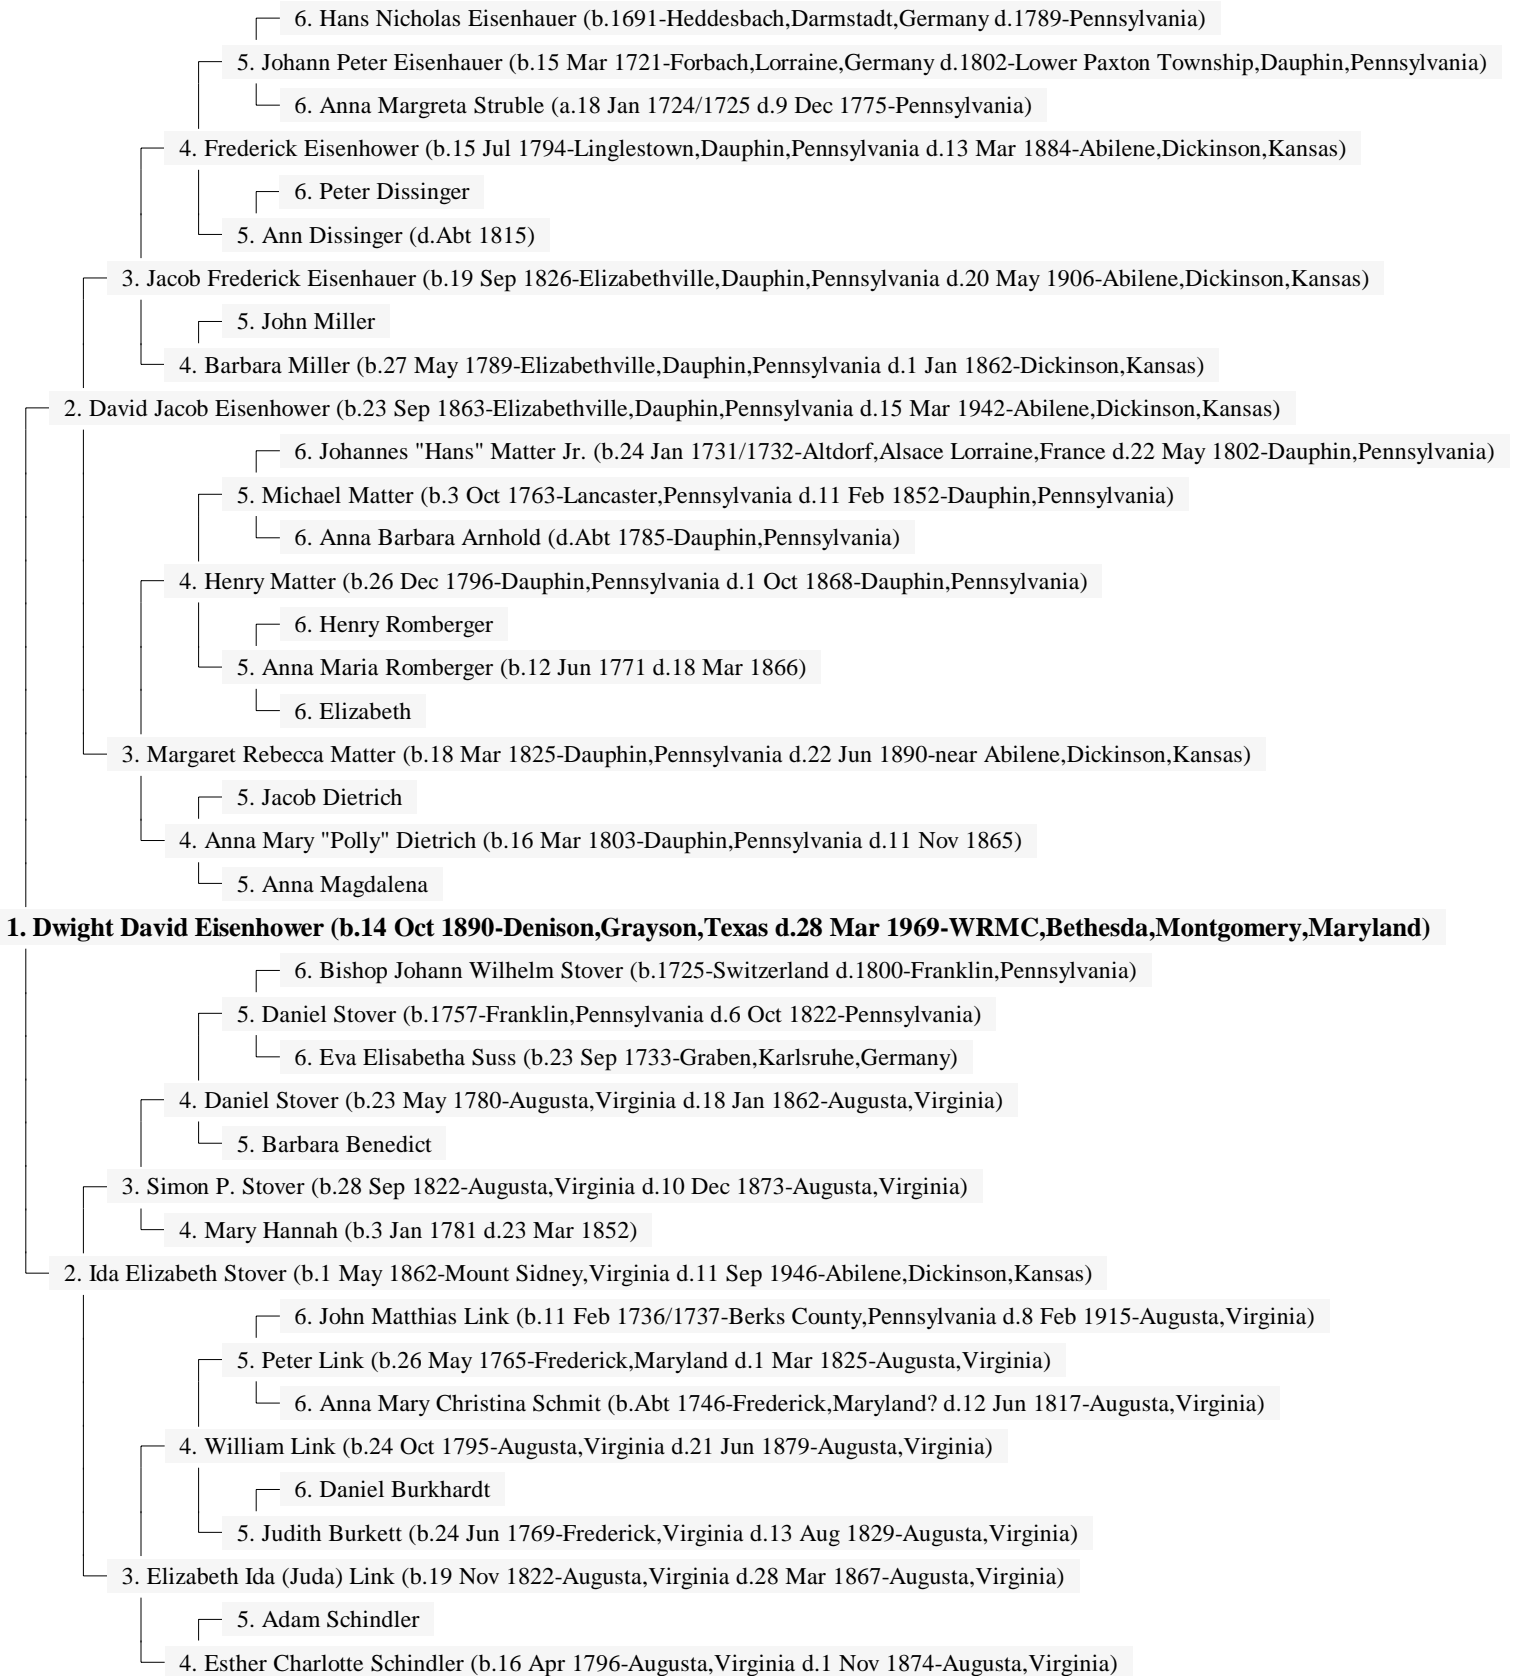 6. Hans Nicholas Eisenhauer (b.1691-Heddesbach,Darmstadt,Germany d.1789-Pennsylvania)
5. Johann Peter Eisenhauer (b.15 Mar 1721-Forbach,Lorraine,Germany d.1802-Lower Paxton Township,Dauphin,Pennsylvania)
6. Anna Margreta Struble (a.18 Jan 1724/1725 d.9 Dec 1775-Pennsylvania)
4. Frederick Eisenhower (b.15 Jul 1794-Linglestown,Dauphin,Pennsylvania d.13 Mar 1884-Abilene,Dickinson,Kansas)
6. Peter Dissinger
5. Ann Dissinger (d.Abt 1815)
3. Jacob Frederick Eisenhauer (b.19 Sep 1826-Elizabethville,Dauphin,Pennsylvania d.20 May 1906-Abilene,Dickinson,Kansas)
5. John Miller
4. Barbara Miller (b.27 May 1789-Elizabethville,Dauphin,Pennsylvania d.1 Jan 1862-Dickinson,Kansas)
2. David Jacob Eisenhower (b.23 Sep 1863-Elizabethville,Dauphin,Pennsylvania d.15 Mar 1942-Abilene,Dickinson,Kansas)
6. Johannes "Hans" Matter Jr. (b.24 Jan 1731/1732-Altdorf,Alsace Lorraine,France d.22 May 1802-Dauphin,Pennsylvania)
5. Michael Matter (b.3 Oct 1763-Lancaster,Pennsylvania d.11 Feb 1852-Dauphin,Pennsylvania)
6. Anna Barbara Arnhold (d.Abt 1785-Dauphin,Pennsylvania)
4. Henry Matter (b.26 Dec 1796-Dauphin,Pennsylvania d.1 Oct 1868-Dauphin,Pennsylvania)
6. Henry Romberger
5. Anna Maria Romberger (b.12 Jun 1771 d.18 Mar 1866)
6. Elizabeth
3. Margaret Rebecca Matter (b.18 Mar 1825-Dauphin,Pennsylvania d.22 Jun 1890-near Abilene,Dickinson,Kansas)
5. Jacob Dietrich
4. Anna Mary "Polly" Dietrich (b.16 Mar 1803-Dauphin,Pennsylvania d.11 Nov 1865)
5. Anna Magdalena
1. Dwight David Eisenhower (b.14 Oct 1890-Denison,Grayson,Texas d.28 Mar 1969-WRMC,Bethesda,Montgomery,Maryland)
6. Bishop Johann Wilhelm Stover (b.1725-Switzerland d.1800-Franklin,Pennsylvania)
5. Daniel Stover (b.1757-Franklin,Pennsylvania d.6 Oct 1822-Pennsylvania)
6. Eva Elisabetha Suss (b.23 Sep 1733-Graben,Karlsruhe,Germany)
4. Daniel Stover (b.23 May 1780-Augusta,Virginia d.18 Jan 1862-Augusta,Virginia)
5. Barbara Benedict
3. Simon P. Stover (b.28 Sep 1822-Augusta,Virginia d.10 Dec 1873-Augusta,Virginia)
4. Mary Hannah (b.3 Jan 1781 d.23 Mar 1852)
2. Ida Elizabeth Stover (b.1 May 1862-Mount Sidney,Virginia d.11 Sep 1946-Abilene,Dickinson,Kansas)
6. John Matthias Link (b.11 Feb 1736/1737-Berks County,Pennsylvania d.8 Feb 1915-Augusta,Virginia)
5. Peter Link (b.26 May 1765-Frederick,Maryland d.1 Mar 1825-Augusta,Virginia)
6. Anna Mary Christina Schmit (b.Abt 1746-Frederick,Maryland? d.12 Jun 1817-Augusta,Virginia)
4. William Link (b.24 Oct 1795-Augusta,Virginia d.21 Jun 1879-Augusta,Virginia)
6. Daniel Burkhardt
5. Judith Burkett (b.24 Jun 1769-Frederick,Virginia d.13 Aug 1829-Augusta,Virginia)
3. Elizabeth Ida (Juda) Link (b.19 Nov 1822-Augusta,Virginia d.28 Mar 1867-Augusta,Virginia)
5. Adam Schindler
4. Esther Charlotte Schindler (b.16 Apr 1796-Augusta,Virginia d.1 Nov 1874-Augusta,Virginia)